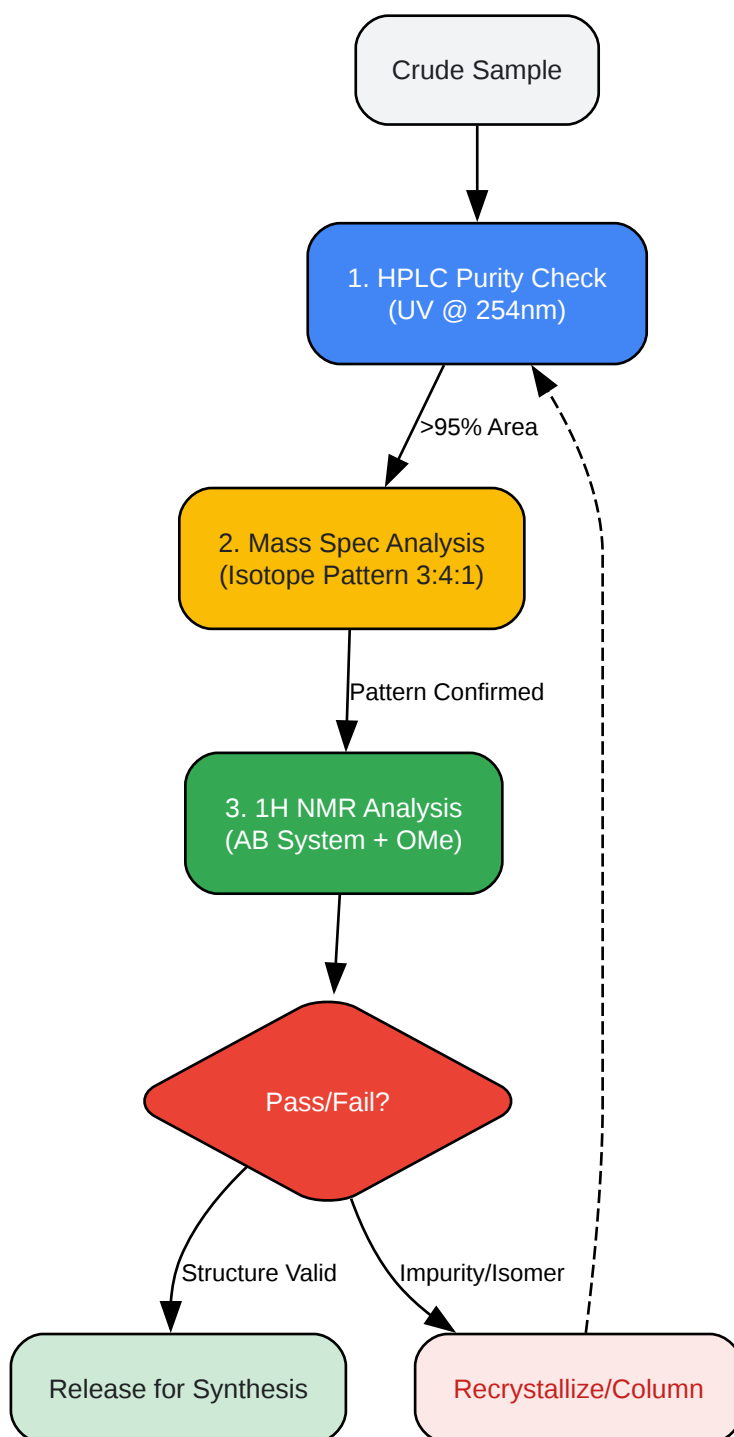 Crude Sample
1. HPLC Purity Check
(UV @ 254nm)
>95% Area
2. Mass Spec Analysis
(Isotope Pattern 3:4:1)
Pattern Confirmed
3. 1H NMR Analysis
(AB System + OMe)
Pass/Fail?
Structure Valid
Impurity/Isomer
Release for Synthesis
Recrystallize/Column